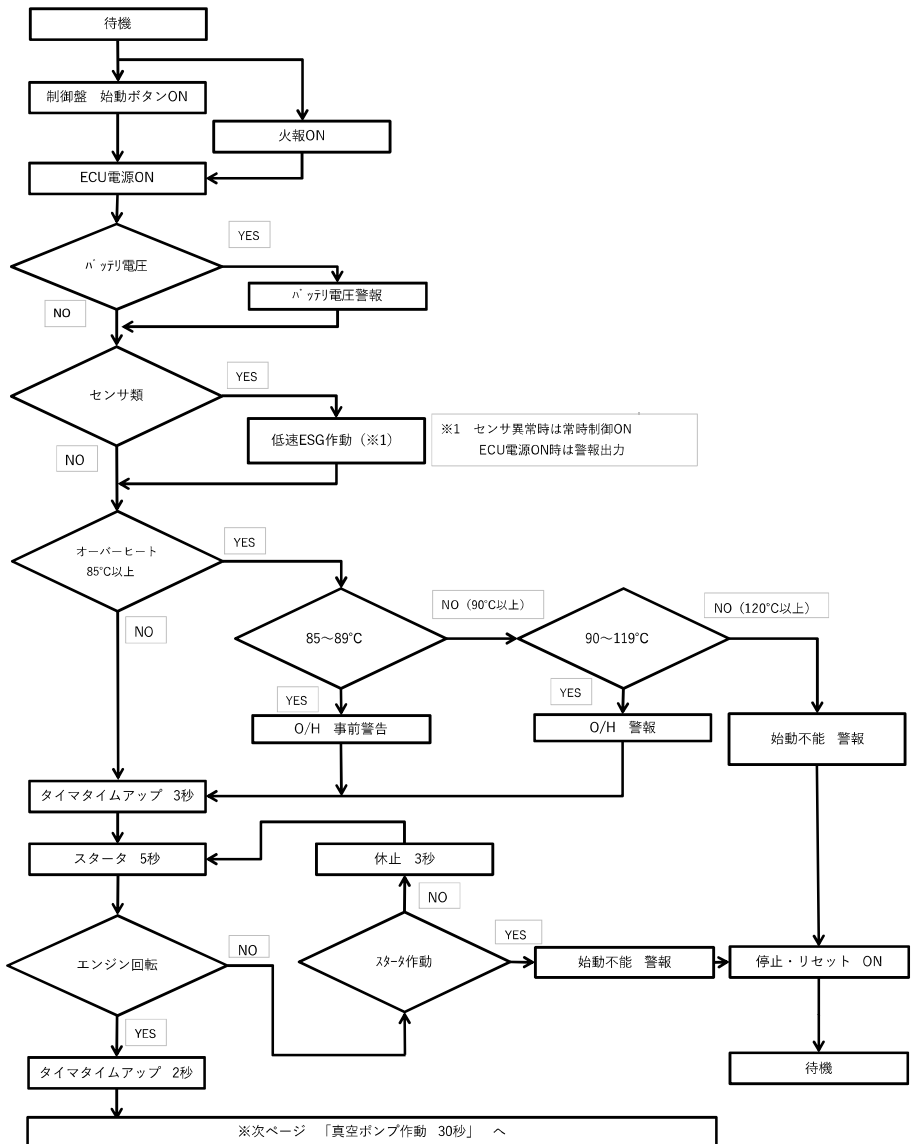 待機
制御盤　始動ボタンON
火報ON
ECU電源ON
YES
バッテリ電圧
バッテリ電圧警報
NO
YES
センサ類
低速ESG作動（※1）
※1　センサ異常時は常時制御ON
ECU電源ON時は警報出力
NO
YES
オーバーヒート
85℃以上
NO（90℃以上）
NO（120℃以上）
NO
85～89℃
90～119℃
YES
YES
O/H　事前警告
O/H　警報
始動不能　警報
タイマタイムアップ　3秒
スタータ　5秒
休止　3秒
NO
YES
NO
エンジン回転
スタータ作動
始動不能　警報
停止・リセット　ON
YES
タイマタイムアップ　2秒
待機
※次ページ　「真空ポンプ作動　30秒」　へ